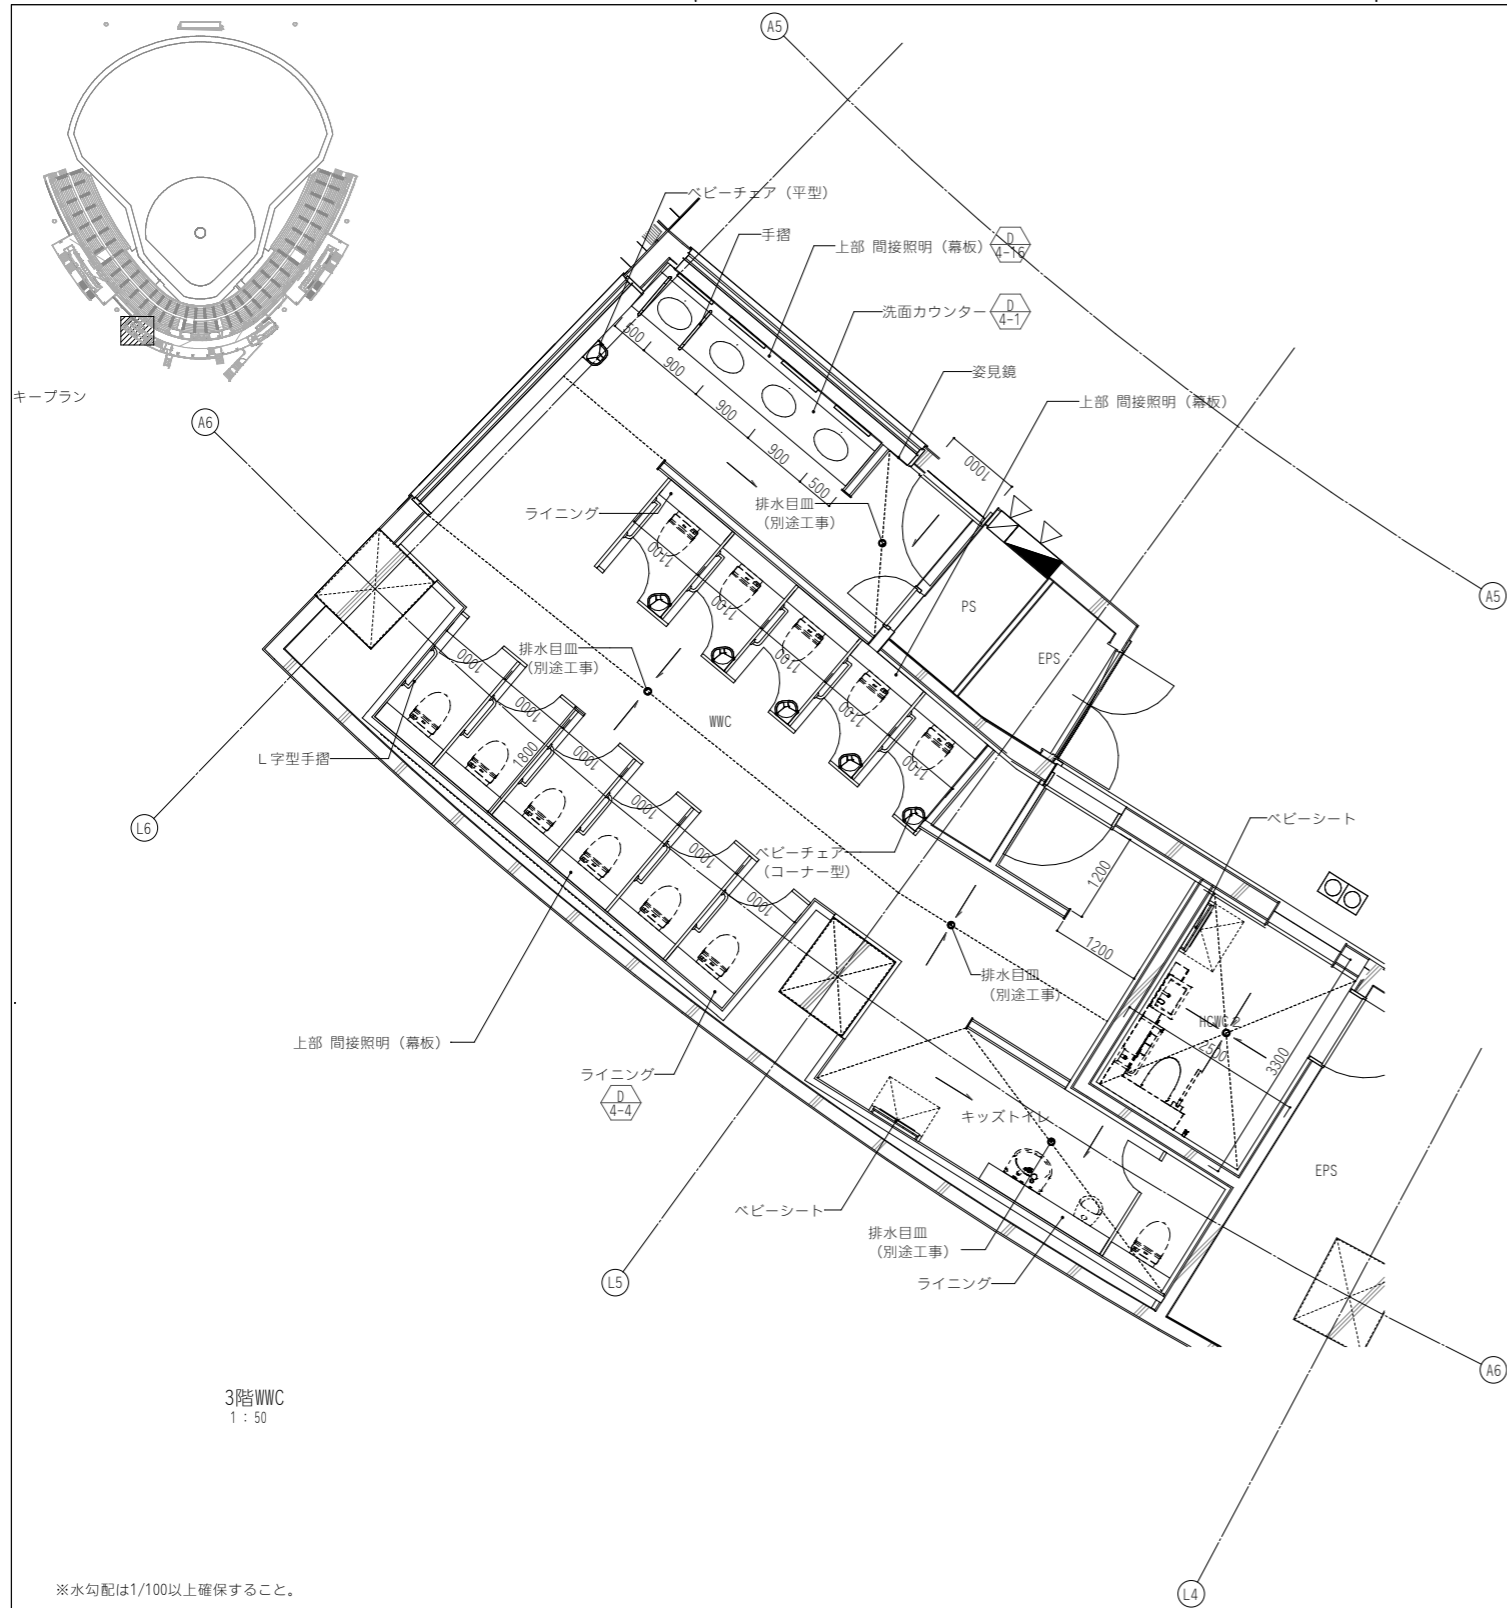 A5
ベビーチェア（平型）
手摺
上部 間接照明（幕板）
D
4-16
洗面カウンター
D
4-1
姿見鏡
上部 間接照明（幕板）
キープラン
A6
500
900
900
900
500
1000
排水目皿
（別途工事）
ライニング
1100
1100
1100
1100
1100
PS
EPS
A5
排水目皿
（別途工事）
WWC
1000
1000
1000
1000
1000
1000
1800
L字型手摺
L6
ベビーチェア
（コーナー型）
ベビーシート
1200
1200
排水目皿
（別途工事）
HCWC2
2500
3300
上部 間接照明（幕板）
ライニング
D
4-4
キッズトイレ
EPS
ベビーシート
排水目皿
（別途工事）
ライニング
L5
A6
3階WWC
1：50
※水勾配は1/100以上確保すること。
L4